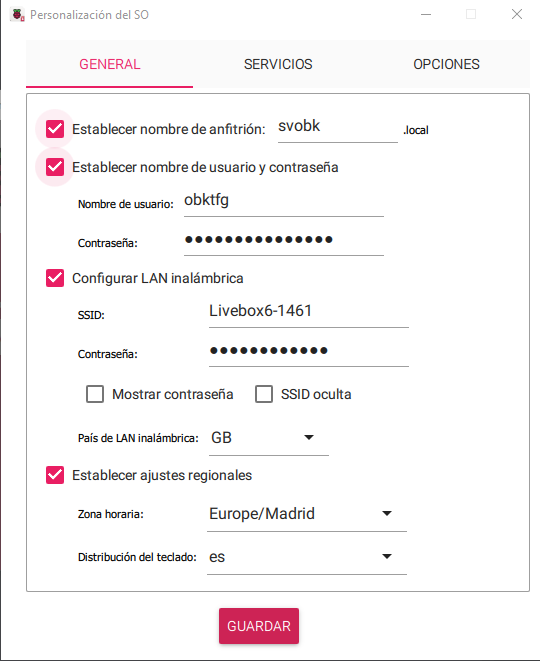 Personalización del SO
GENERAL SERVICIOS OPCIONES
Establecer nombre de anfitrión: svobk .local
Establecer nombre de usuario y contraseña
Nombre de usuario: obktfg
Contraseña: ●●●●●●●●●●●●●●●
Configurar LAN inalámbrica
SSID: Livebox6-1461
Contraseña: ●●●●●●●●●●●●
Mostrar contraseña SSID oculta
País de LAN inalámbrica: GB
Establecer ajustes regionales
Zona horaria: Europe/Madrid
Distribución del teclado: es
GUARDAR